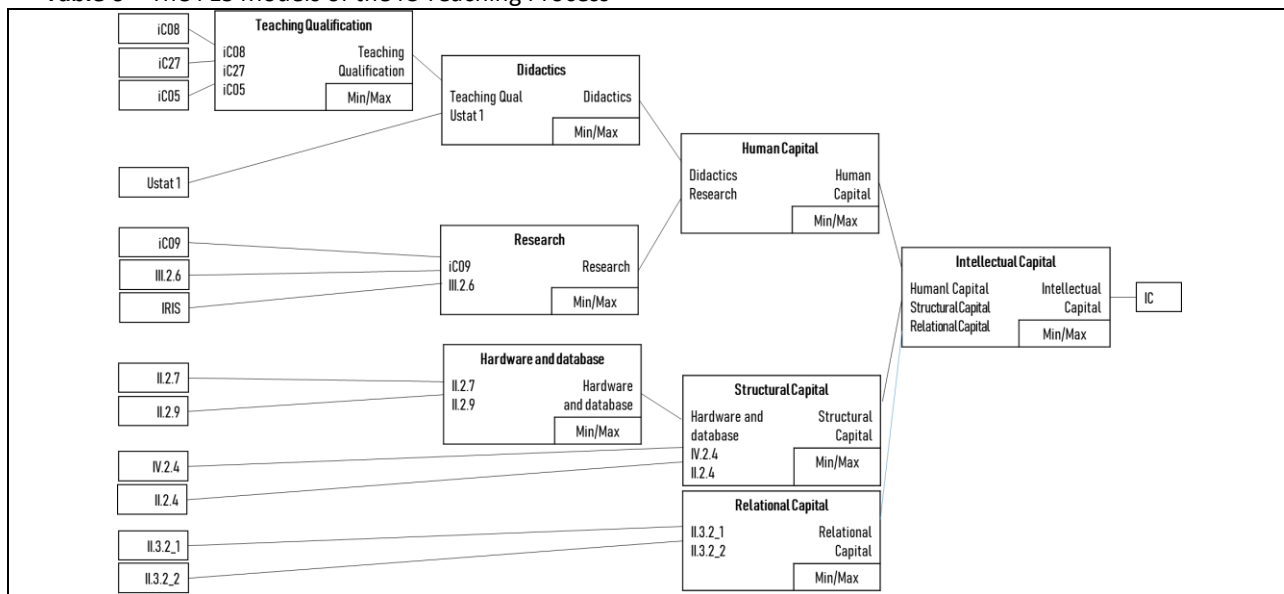 Table – The Models of the IC Teaching Process
iC08
iC27
iC05
Teaching Qualification
iC08
iC27
iC05
Teaching
Qualification
Min/Max
Ustat 1
Didactics
Teaching Qual
Ustat 1
Didactics
Min/Max
iC09
III.2.6
IRIS
Research
iC09
III.2.6
Research
Min/Max
Human Capital
Didactics
Research
Human
Capital
Min/Max
II.2.7
II.2.9
Hardware and database
II.2.7
II.2.9
Hardware
and database
Min/Max
IV.2.4
II.2.4
Structural Capital
Hardware and
database
IV.2.4
II.2.4
Structural
Capital
Min/Max
II.3.2_1
II.3.2_2
Relational Capital
II.3.2_1
II.3.2_2
Relational
Capital
Min/Max
Intellectual Capital
Humanl Capital
Structural Capital
Relational Capital
Intellectual
Capital
Min/Max
IC